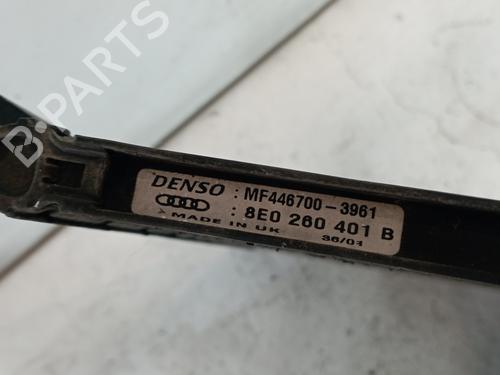 B-PARTS
DENSO : MF446700-3961
: 8E0 260 401 B
MADE IN UK 36/01